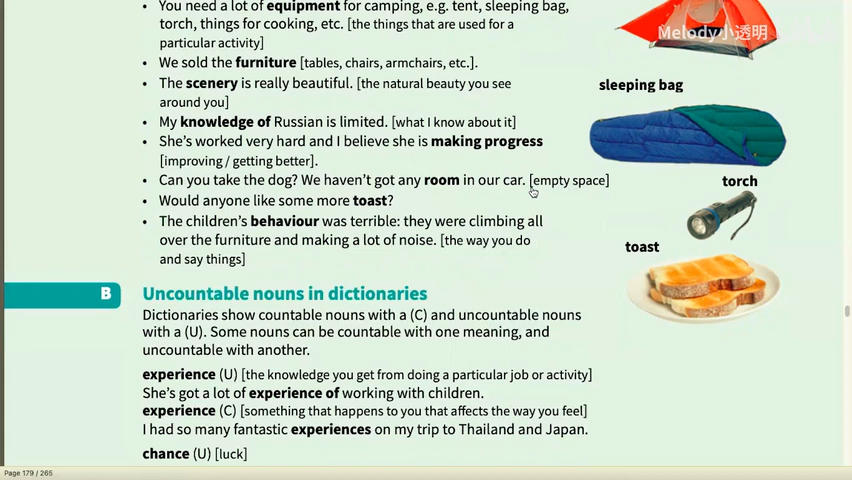 • You need a lot of equipment for camping, e.g. tent, sleeping bag,
torch, things for cooking, etc. [the things that are used for a
particular activity]
• We sold the furniture [tables, chairs, armchairs, etc.].
• The scenery is really beautiful. [the natural beauty you see
around you]
• My knowledge of Russian is limited. [what I know about it]
• She's worked very hard and I believe she is making progress
[improving / getting better].
• Can you take the dog? We haven't got any room in our car. [empty space]
• Would anyone like some more toast?
• The children's behaviour was terrible: they were climbing all
over the furniture and making a lot of noise. [the way you do
and say things]
Melody小透明
sleeping bag
torch
toast
B Uncountable nouns in dictionaries
Dictionaries show countable nouns with a (C) and uncountable nouns
with a (U). Some nouns can be countable with one meaning, and
uncountable with another.
experience (U) [the knowledge you get from doing a particular job or activity]
She's got a lot of experience of working with children.
experience (C) [something that happens to you that affects the way you feel]
I had so many fantastic experiences on my trip to Thailand and Japan.
chance (U) [luck]
Page 179 / 265